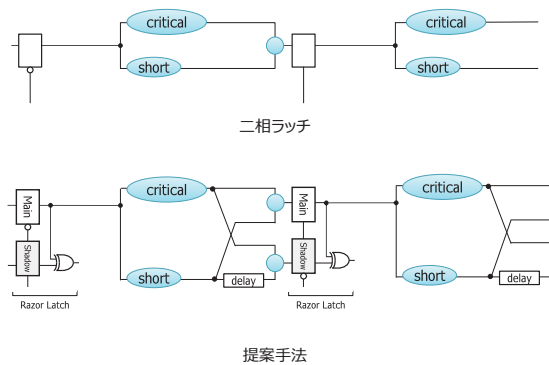 critical
critical
short
short
二相ラッチ
Main
critical
Main
critical
Shadow
short
delay
Shadow
short
delay
Razor Latch
Razor Latch
提案手法